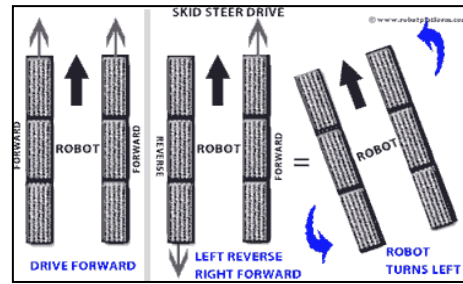 SKID STEER DRIVE
© www.robotplatform.com
FORWARD
ROBOT
FORWARD
DRIVE FORWARD
REVERSE
ROBOT
FORWARD
LEFT REVERSE
RIGHT FORWARD
=
ROBOT
ROBOT
TURNS LEFT